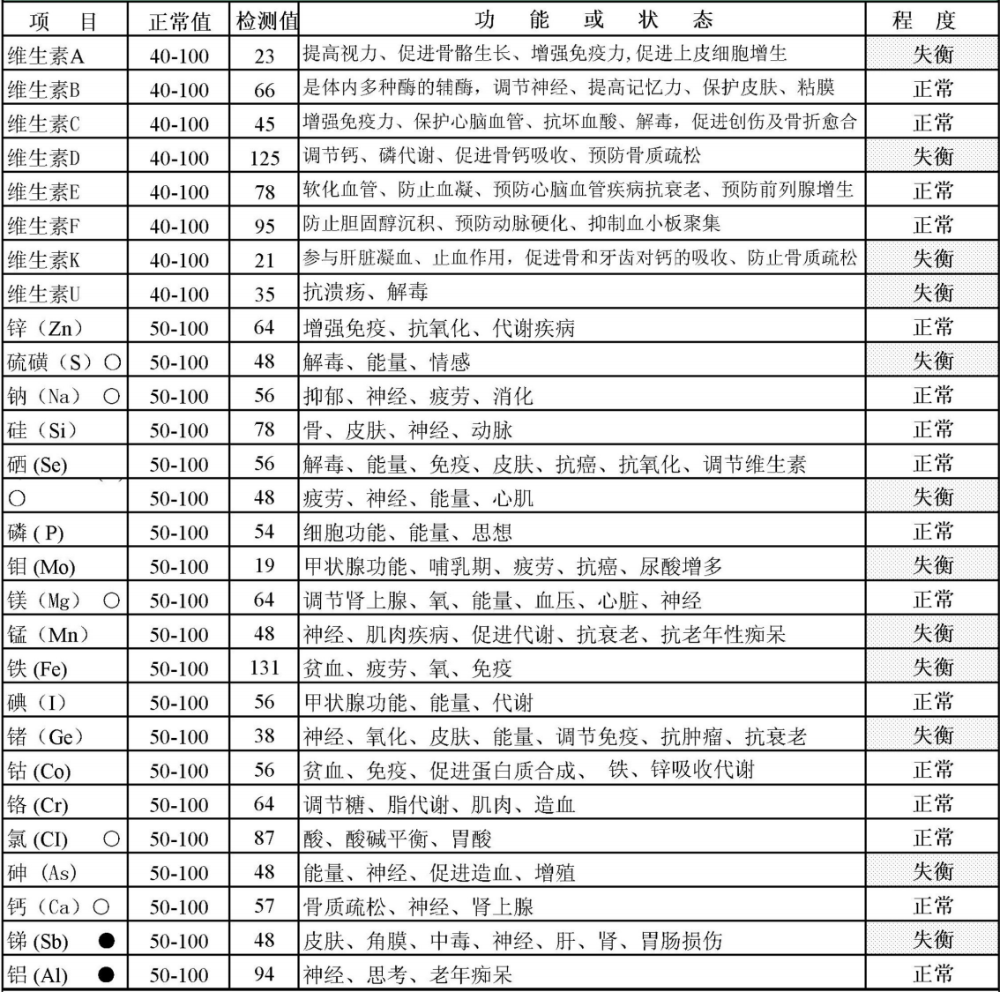 项 目 正常值 检测值 功 能 或 状 态 程 度
维生素A 40-100 23 提高视力、促进骨骼生长、增强免疫力,促进上皮细胞增生 失衡
维生素B 40-100 66 是体内多种酶的辅酶，调节神经、提高记忆力、保护皮肤、粘膜 正常
维生素C 40-100 45 增强免疫力、保护心脑血管、抗坏血酸、解毒，促进创伤及骨折愈合 正常
维生素D 40-100 125 调节钙、磷代谢、促进骨钙吸收、预防骨质疏松 失衡
维生素E 40-100 78 软化血管、防止血凝、预防心脑血管疾病抗衰老、预防前列腺增生 正常
维生素F 40-100 95 防止胆固醇沉积、预防动脉硬化、抑制血小板聚集 正常
维生素K 40-100 21 参与肝脏凝血、止血作用，促进骨和牙齿对钙的吸收、防止骨质疏松 失衡
维生素U 40-100 35 抗溃疡、解毒 失衡
锌（Zn） 50-100 64 增强免疫、抗氧化、代谢疾病 正常
硫磺（S）○ 50-100 48 解毒、能量、情感 失衡
钠（Na） ○ 50-100 56 抑郁、神经、疲劳、消化 正常
硅（Si） 50-100 78 骨、皮肤、神经、动脉 正常
硒 (Se) 50-100 56 解毒、能量、免疫、皮肤、抗癌、抗氧化、调节维生素 正常
○ 50-100 48 疲劳、神经、能量、心肌 失衡
磷 ( P) 50-100 54 细胞功能、能量、思想 正常
钼 (Mo) 50-100 19 甲状腺功能、哺乳期、疲劳、抗癌、尿酸增多 失衡
镁（Mg） ○ 50-100 64 调节肾上腺、氧、能量、血压、心脏、神经 正常
锰（Mn） 50-100 48 神经、肌肉疾病、促进代谢、抗衰老、抗老年性痴呆 失衡
铁 (Fe) 50-100 131 贫血、疲劳、氧、免疫 失衡
碘（I） 50-100 56 甲状腺功能、能量、代谢 正常
锗（Ge） 50-100 38 神经、氧化、皮肤、能量、调节免疫、抗肿瘤、抗衰老 失衡
钴 (Co) 50-100 56 贫血、免疫、促进蛋白质合成、 铁、锌吸收代谢 正常
铬 (Cr) 50-100 64 调节糖、脂代谢、肌肉、造血 正常
氯 (Cl) ○ 50-100 87 酸、酸碱平衡、胃酸 正常
砷 (As) 50-100 48 能量、神经、促进造血、增殖 失衡
钙（Ca）○ 50-100 57 骨质疏松、神经、肾上腺 正常
锑 (Sb) ● 50-100 48 皮肤、角膜、中毒、神经、肝、肾、胃肠损伤 失衡
铝 (Al) ● 50-100 94 神经、思考、老年痴呆 正常